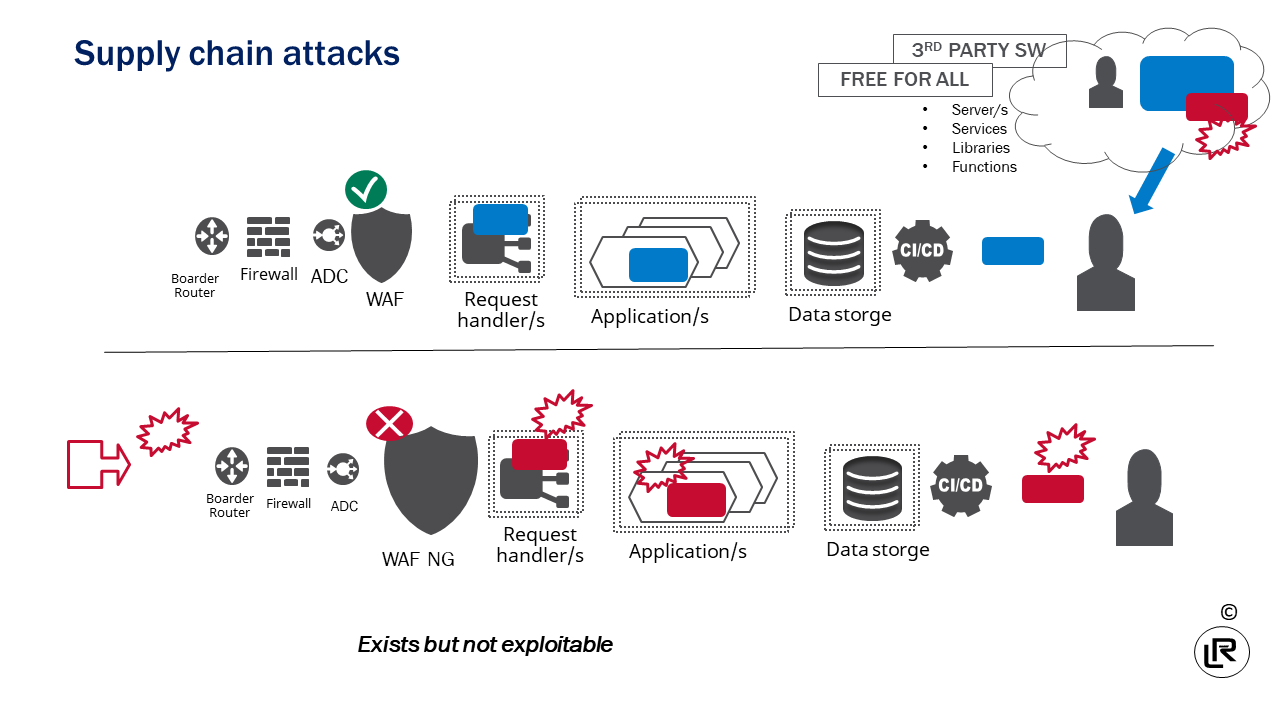 Supply chain attacks
3RD PARTY SW
FREE FOR ALL
• Server/s
• Services
• Libraries
• Functions
Boarder
Router
Firewall
ADC
WAF
Request
handler/s
Application/s
Data storge
CI/CD
Boarder
Router
Firewall
ADC
WAF NG
Request
handler/s
Application/s
Data storge
CI/CD
Exists but not exploitable
©
LR